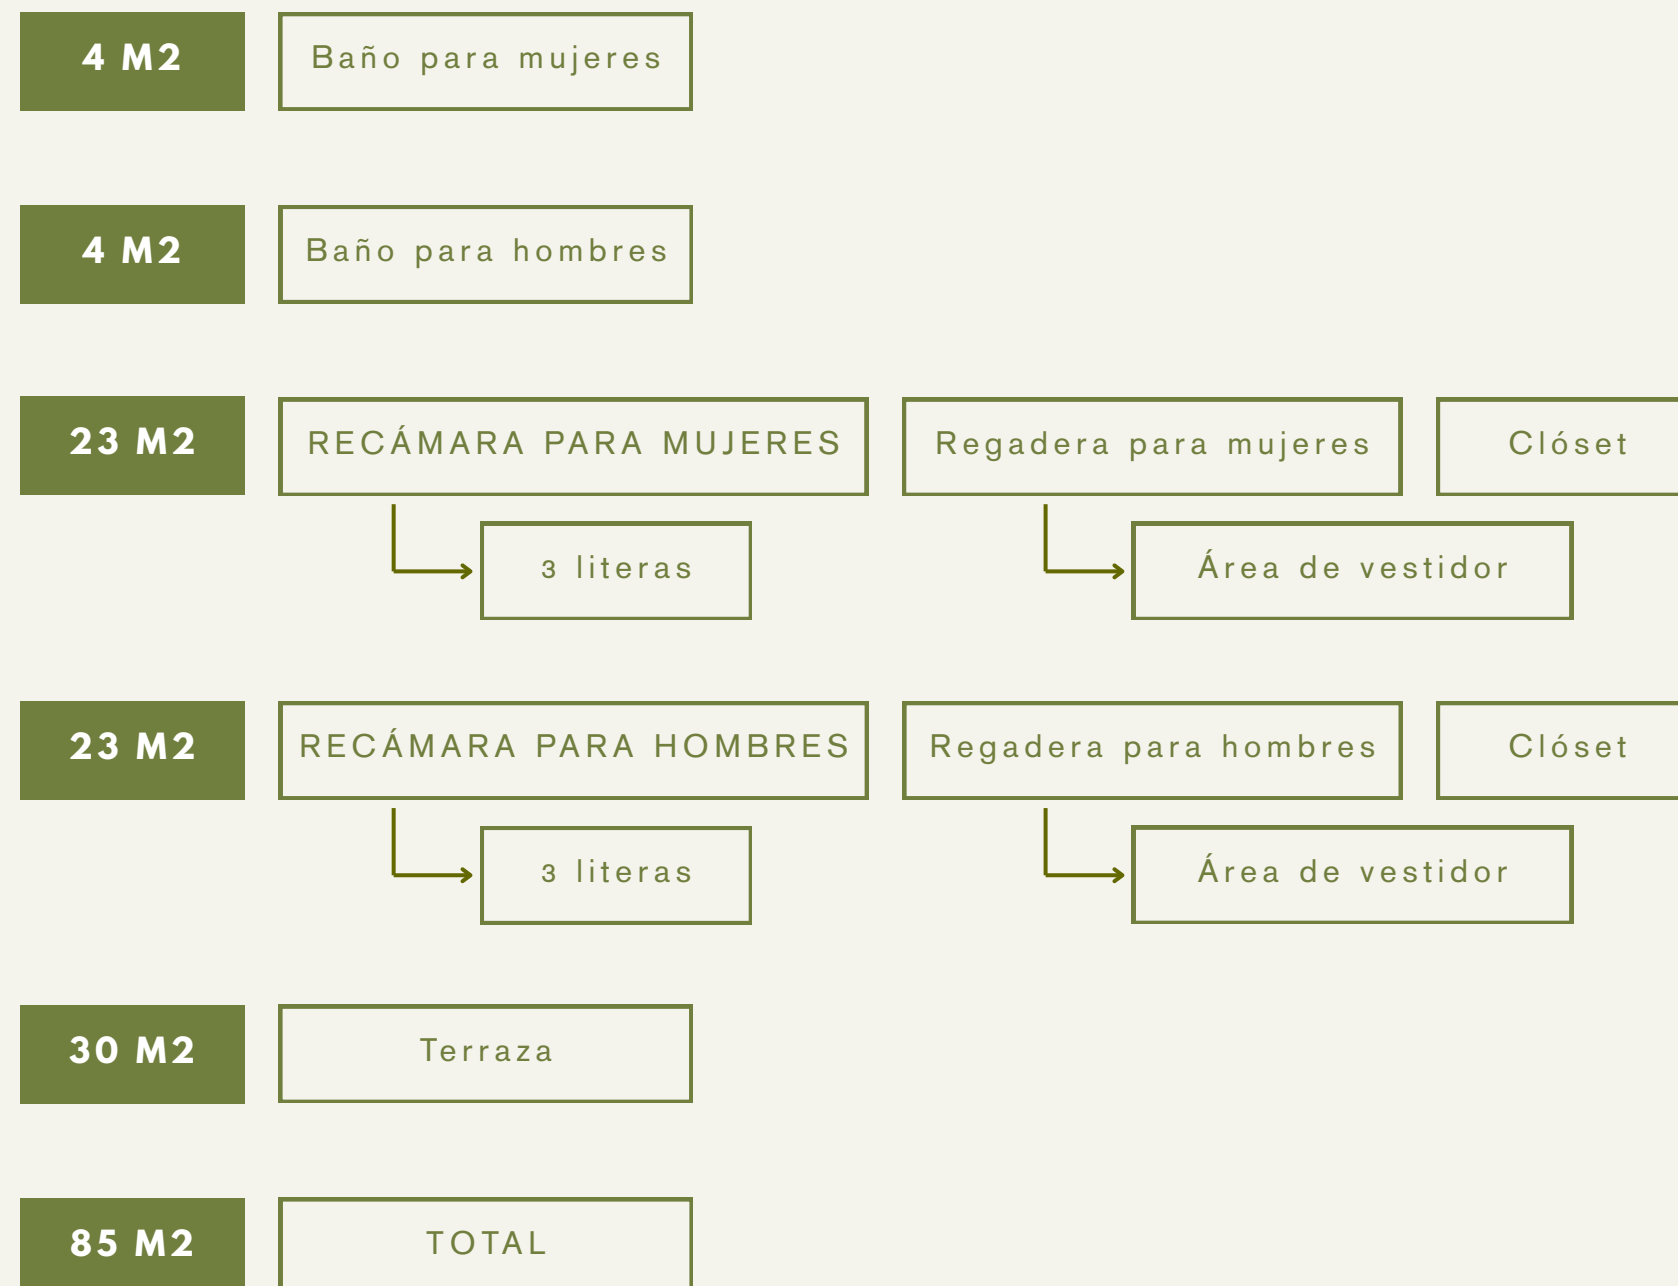 4 M2
Baño para mujeres
4 M2
Baño para hombres
23 M2
RECÁMARA PARA MUJERES
Regadera para mujeres
Clóset
3 literas
Área de vestidor
23 M2
RECÁMARA PARA HOMBRES
Regadera para hombres
Clóset
3 literas
Área de vestidor
30 M2
Terraza
85 M2
TOTAL